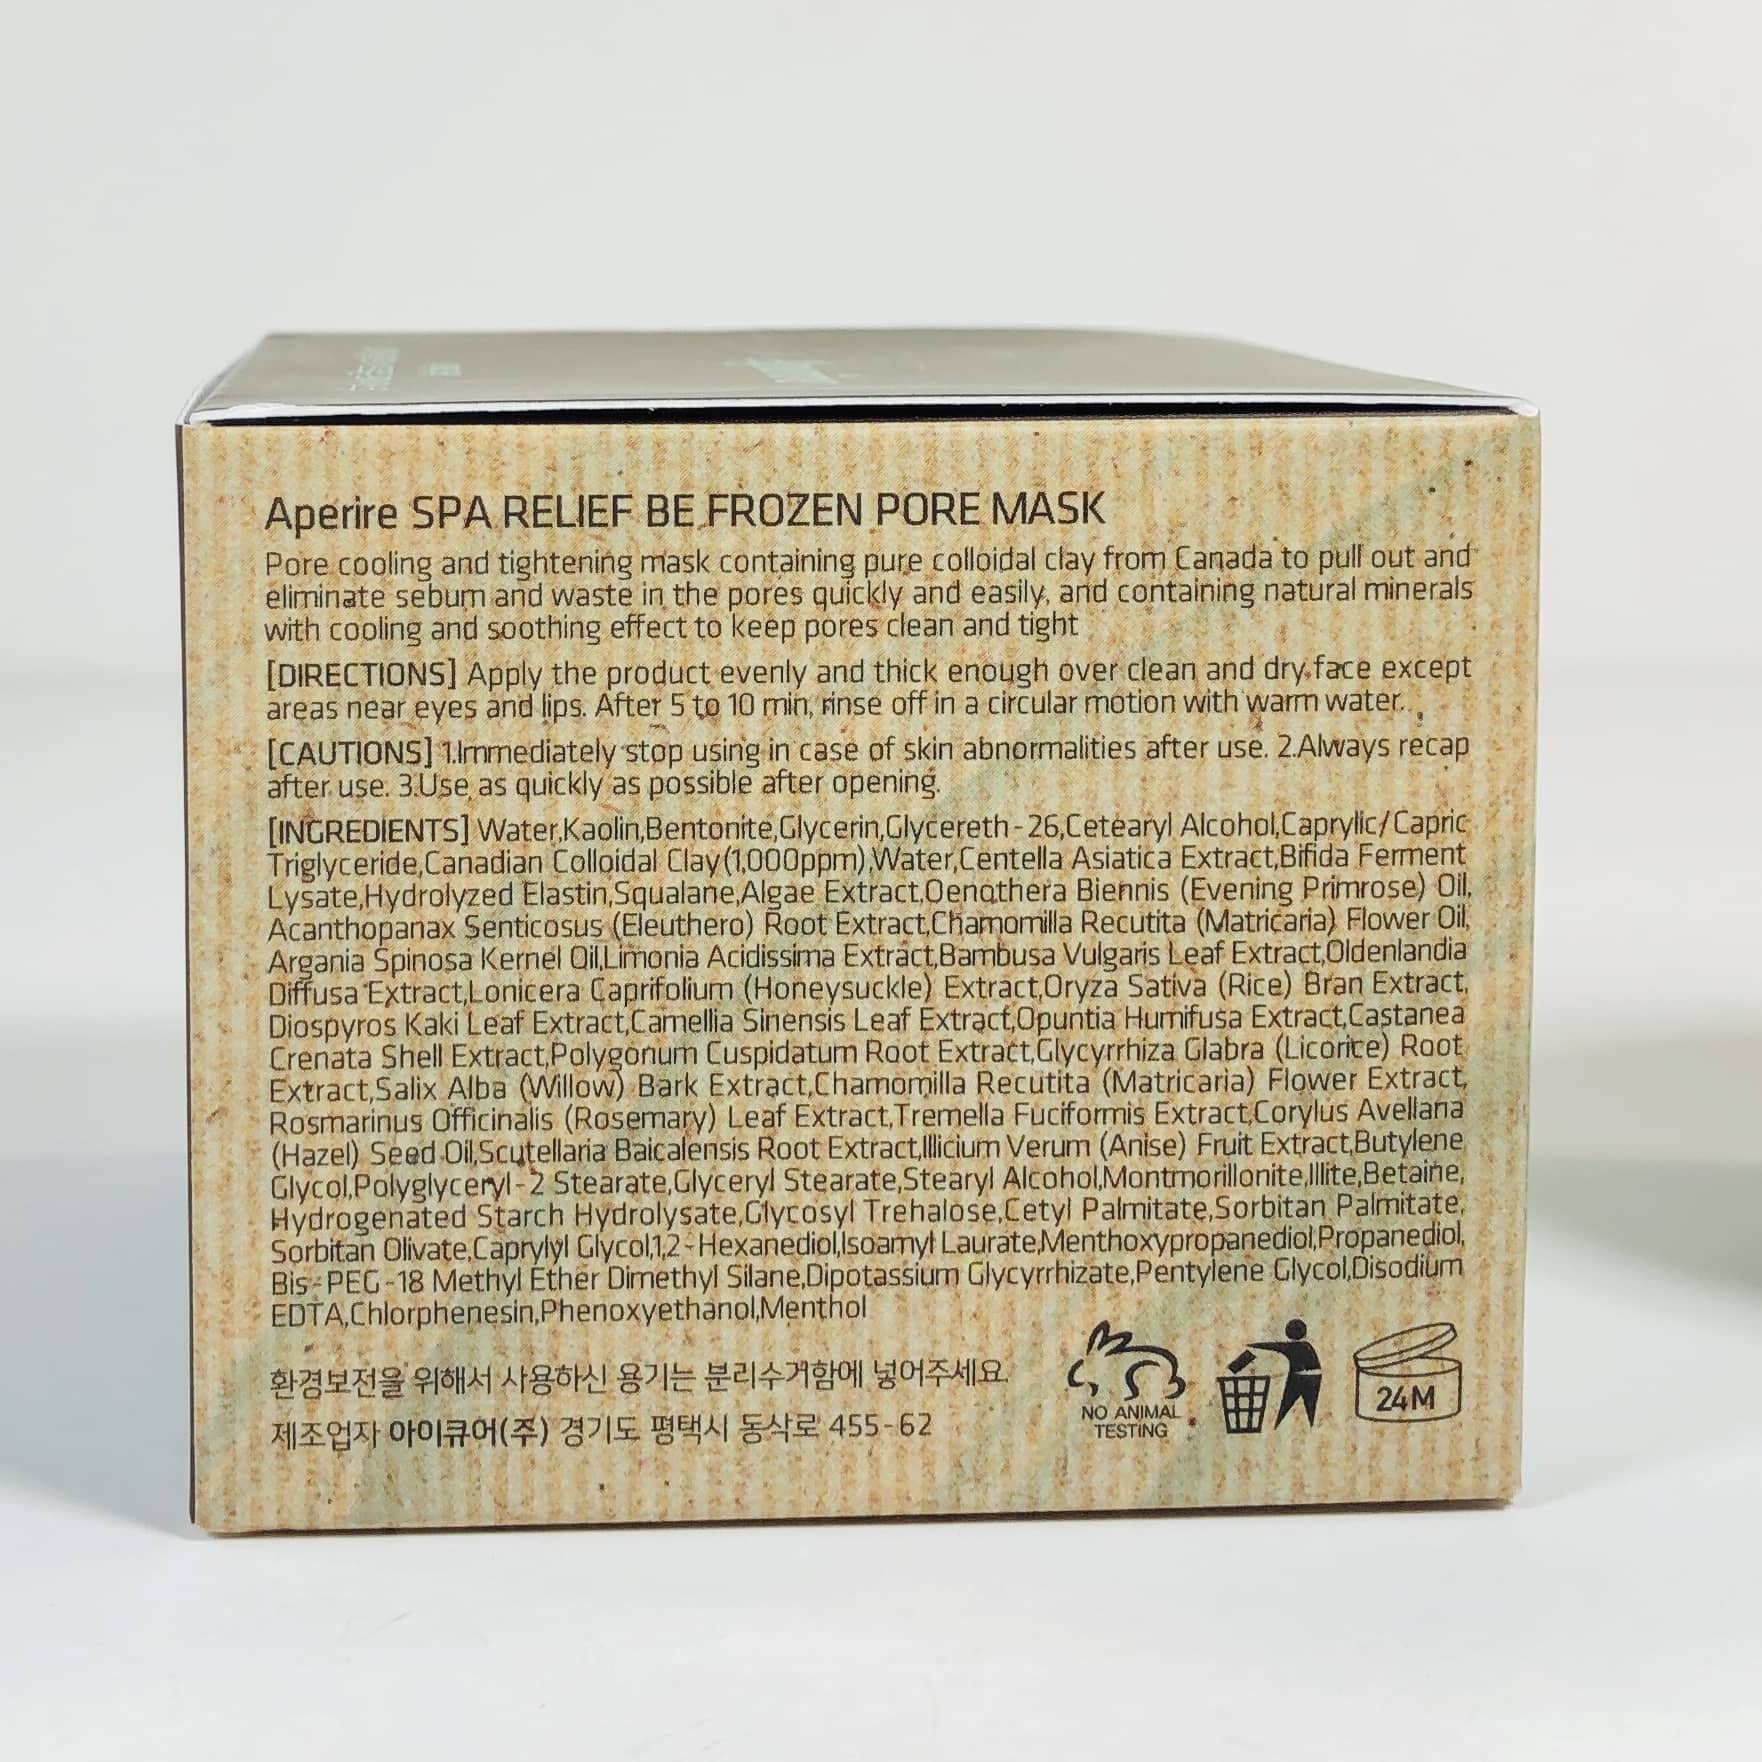 Aperire SPA RELIEF BE FROZEN PORE MASK
Pore cooling and tightening mask containing pure colloidal clay from Canada to pull out and
eliminate sebum and waste in the pores quickly and easily, and containing natural minerals
with cooling and soothing effect to keep pores clean and tight
[DIRECTIONS] Apply the product evenly and thick enough over clean and dry face except
areas near eyes and lips. After 5 to 10 min, rinse off in a circular motion with warm water.
[CAUTIONS] 1.Immediately stop using in case of skin abnormalities after use. 2.Always recap
after use. 3.Use as quickly as possible after opening.
[INGREDIENTS] Water,Kaolin,Bentonite,Glycerin,Glycereth-26,Cetearyl Alcohol,Caprylic/Capric
Triglyceride,Canadian Colloidal Clay(1,000ppm),Water,Centella Asiatica Extract,Bifida Ferment
Lysate,Hydrolyzed Elastin,Squalane,Algae Extract,Oenothera Biennis (Evening Primrose) Oil,
Acanthopanax Senticosus (Eleuthero) Root Extract,Chamomilla Recutita (Matricaria) Flower Oil,
Argania Spinosa Kernel Oil,Limonia Acidissima Extract,Bambusa Vulgaris Leaf Extract,Oldenlandia
Diffusa Extract,Lonicera Caprifolium (Honeysuckle) Extract,Oryza Sativa (Rice) Bran Extract,
Diospyros Kaki Leaf Extract,Camellia Sinensis Leaf Extract,Opuntia Humifusa Extract,Castanea
Crenata Shell Extract,Polygonum Cuspidatum Root Extract,Glycyrrhiza Glabra (Licorice) Root
Extract,Salix Alba (Willow) Bark Extract,Chamomilla Recutita (Matricaria) Flower Extract,
Rosmarinus Officinalis (Rosemary) Leaf Extract,Tremella Fuciformis Extract,Corylus Avellana
(Hazel) Seed Oil,Scutellaria Baicalensis Root Extract,Illicium Verum (Anise) Fruit Extract,Butylene
Glycol,Polyglyceryl-2 Stearate,Glyceryl Stearate,Stearyl Alcohol,Montmorillonite,Illite,Betaine,
Hydrogenated Starch Hydrolysate,Glycosyl Trehalose,Cetyl Palmitate,Sorbitan Palmitate,
Sorbitan Olivate,Caprylyl Glycol,1,2-Hexanediol,Isoamyl Laurate,Menthoxypropanediol,Propanediol,
Bis-PEG-18 Methyl Ether Dimethyl Silane,Dipotassium Glycyrrhizate,Pentylene Glycol,Disodium
EDTA,Chlorphenesin,Phenoxyethanol,Menthol
환경보전을 위해서 사용하신 용기는 분리수거함에 넣어주세요.
제조업자 아이큐어(주) 경기도 평택시 동삭로 455-62
NO ANIMAL
TESTING
24M